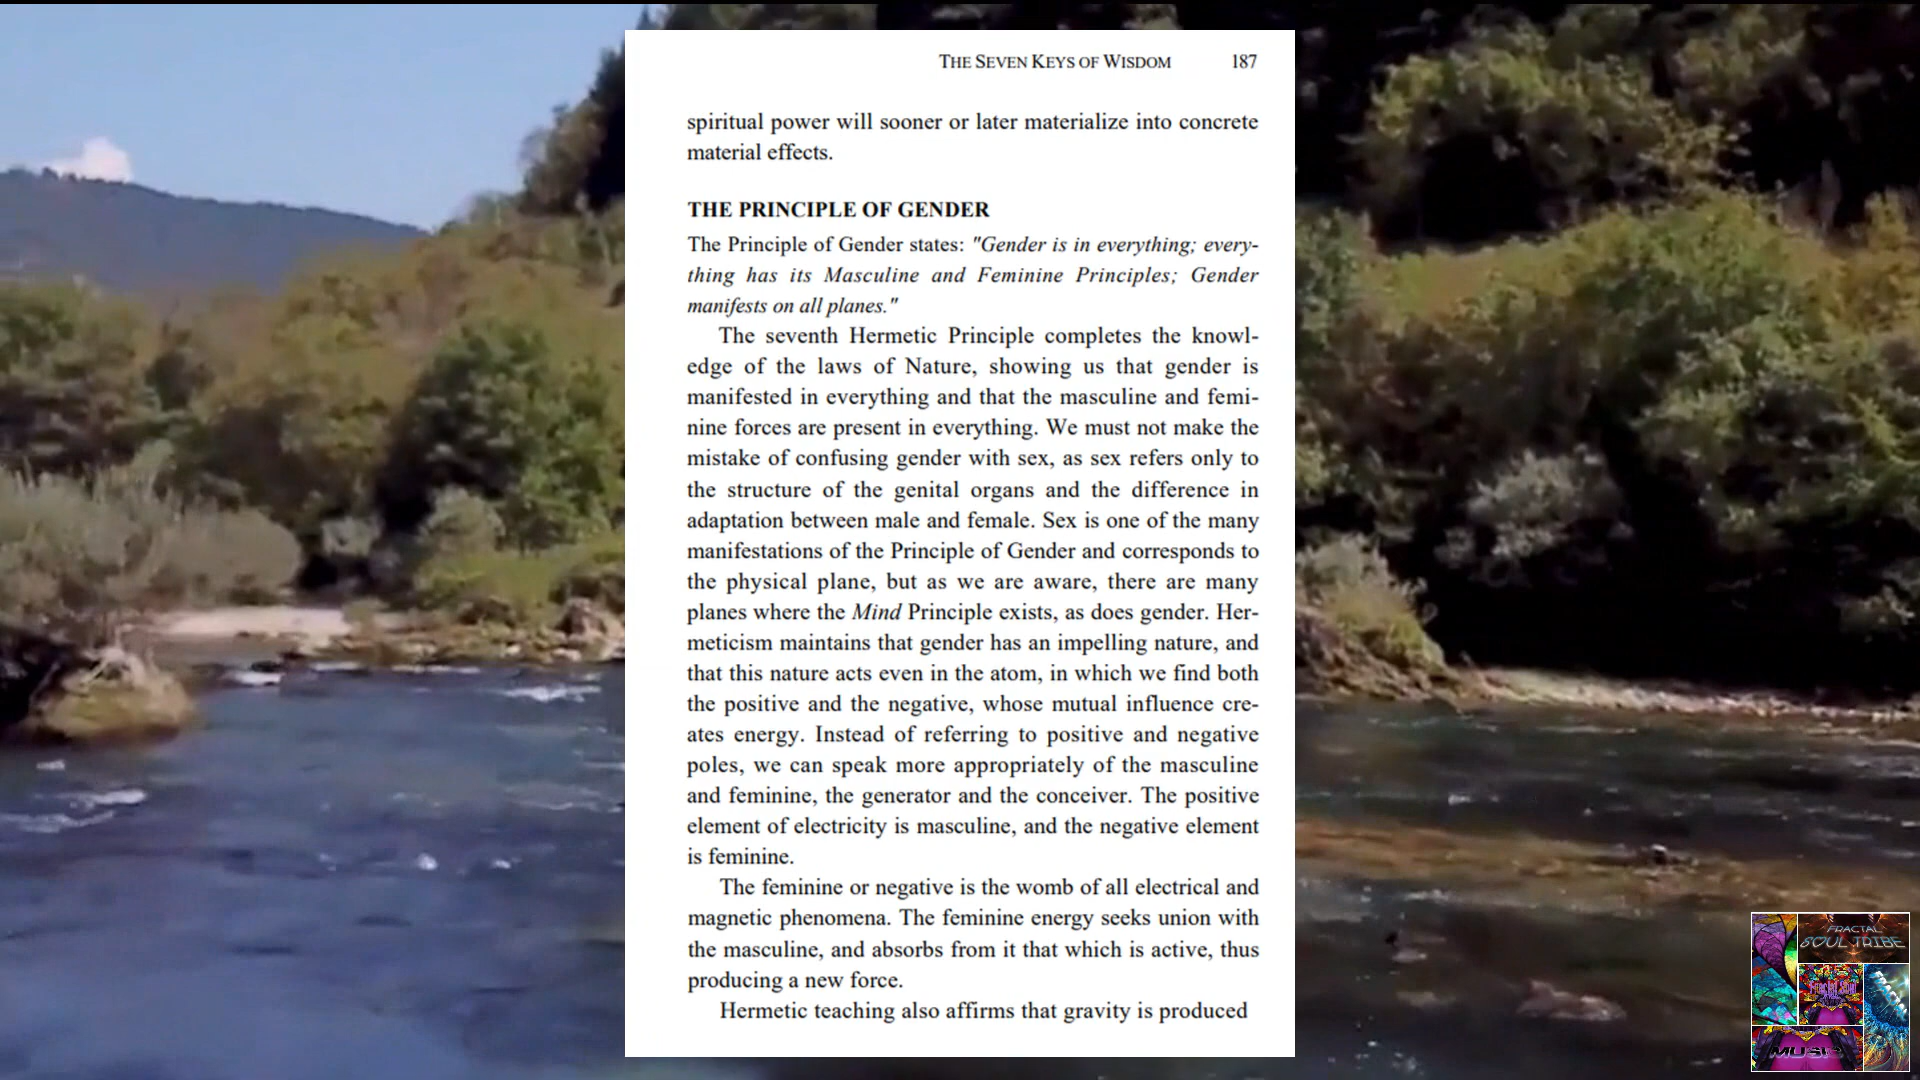 THE SEVEN KEYS OF WISDOM 187
spiritual power will sooner or later materialize into concrete
material effects.
THE PRINCIPLE OF GENDER
The Principle of Gender states: "Gender is in everything; every-
thing has its Masculine and Feminine Principles; Gender
manifests on all planes."
The seventh Hermetic Principle completes the knowl-
edge of the laws of Nature, showing us that gender is
manifested in everything and that the masculine and femi-
nine forces are present in everything. We must not make the
mistake of confusing gender with sex, as sex refers only to
the structure of the genital organs and the difference in
adaptation between male and female. Sex is one of the many
manifestations of the Principle of Gender and corresponds to
the physical plane, but as we are aware, there are many
planes where the Mind Principle exists, as does gender. Her-
meticism maintains that gender has an impelling nature, and
that this nature acts even in the atom, in which we find both
the positive and the negative, whose mutual influence cre-
ates energy. Instead of referring to positive and negative
poles, we can speak more appropriately of the masculine
and feminine, the generator and the conceiver. The positive
element of electricity is masculine, and the negative element
is feminine.
The feminine or negative is the womb of all electrical and
magnetic phenomena. The feminine energy seeks union with
the masculine, and absorbs from it that which is active, thus
producing a new force.
Hermetic teaching also affirms that gravity is produced
FRACTAL
SOUL TRIBE
MUSIC